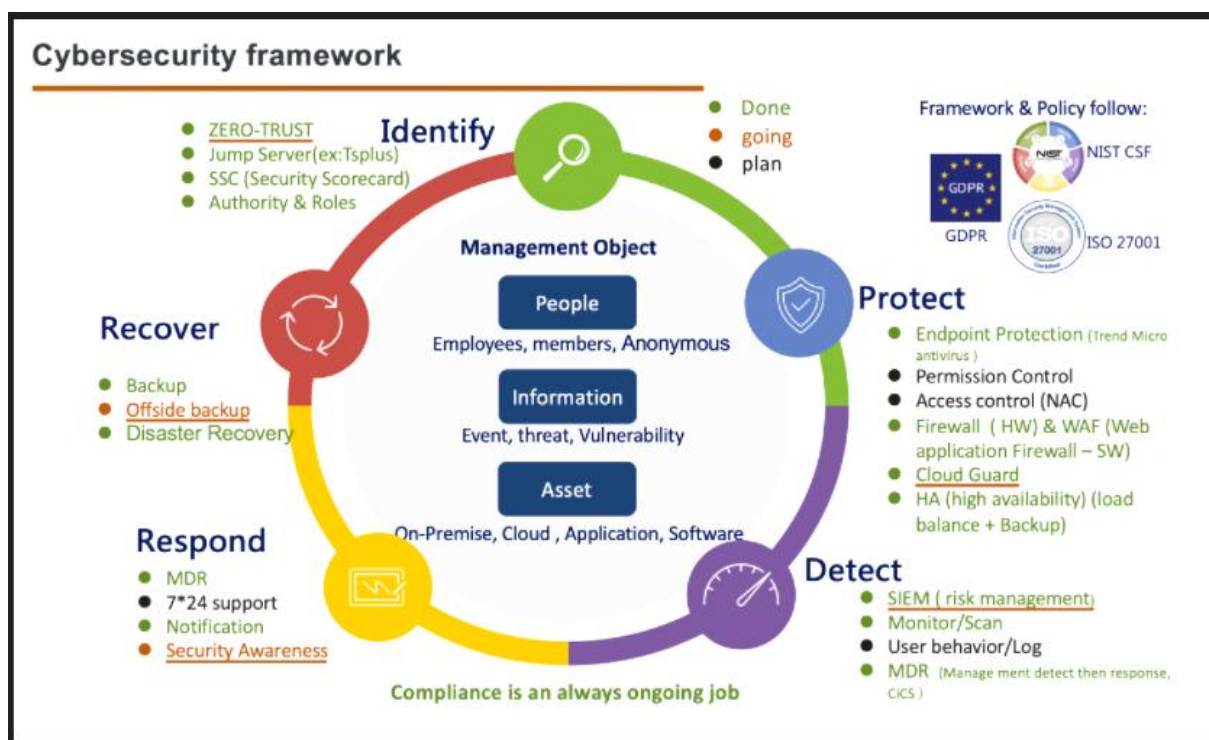 Cybersecurity framework
Identify
ZERO-TRUST
Jump Server(ex:Tsplus)
SSC (Security Scorecard)
Authority & Roles
Done
going
plan
Framework & Policy follow:
NIST
NIST CSF
GDPR
GDPR
ISO
27001
ISO 27001
Management Object
People
Employees, members, Anonymous
Information
Event, threat, Vulnerability
Asset
On-Premise, Cloud , Application, Software
Protect
Endpoint Protection (Trend Micro
antivirus )
Permission Control
Access control (NAC)
Firewall ( HW) & WAF (Web
application Firewall – SW)
Cloud Guard
HA (high availability) (load
balance + Backup)
Detect
SIEM ( risk management)
Monitor/Scan
User behavior/Log
MDR (Manage ment detect then response,
CiCS )
Respond
MDR
7*24 support
Notification
Security Awareness
Recover
Backup
Offside backup
Disaster Recovery
Compliance is an always ongoing job